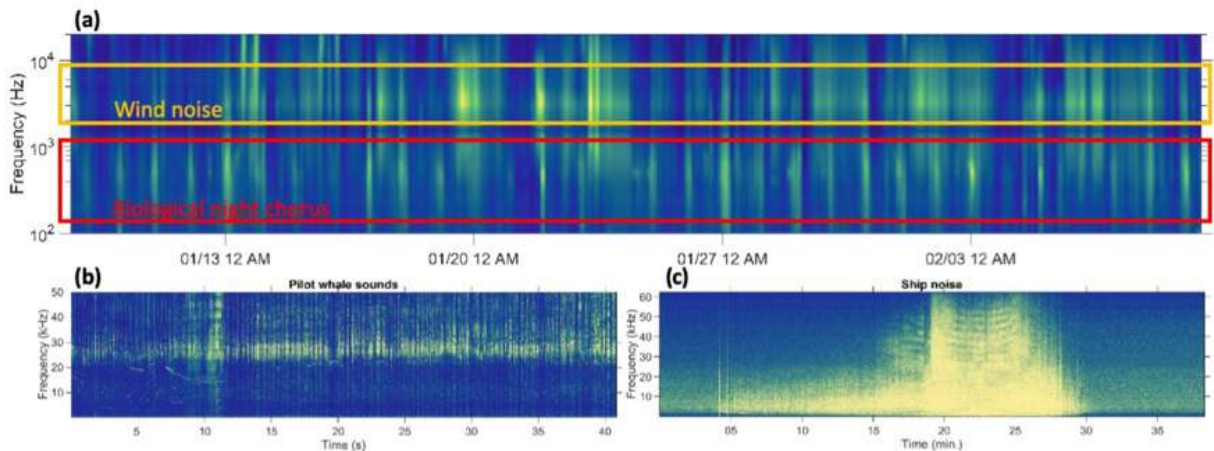 (a)
Frequency (Hz)
10^4
10^3
10^2
Wind noise
Biological night chorus
01/13 12 AM 01/20 12 AM 01/27 12 AM 02/03 12 AM
(b)
Pilot whale sounds
Frequency (kHz)
50
40
30
20
10
5 10 15 20 25 30 35 40
Time (s)
(c)
Ship noise
Frequency (kHz)
60
50
40
30
20
10
05 10 15 20 25 30 35
Time (min.)